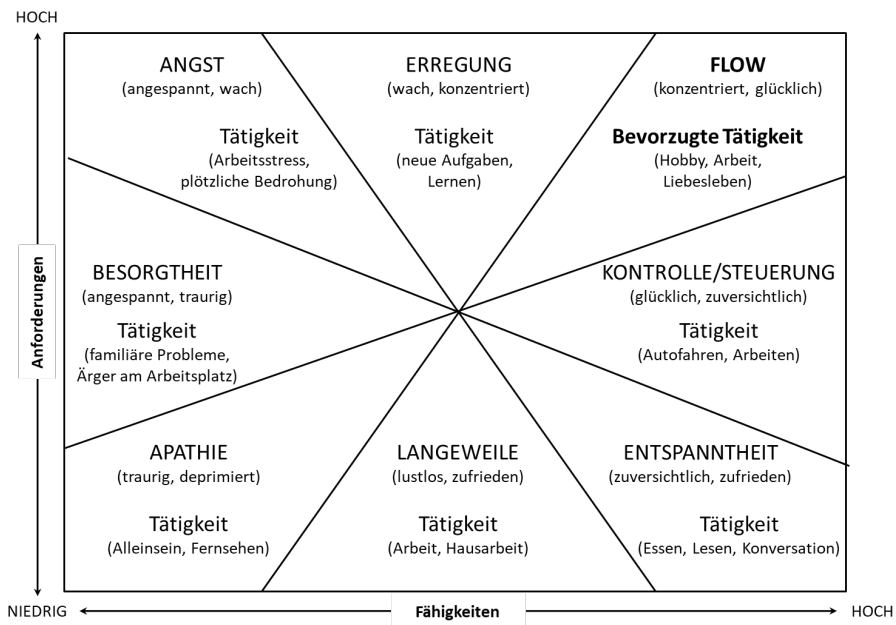 HOCH
ANGST
(angespannt, wach)
Tätigkeit
(Arbeitsstress,
plötzliche Bedrohung)
ERREGUNG
(wach, konzentriert)
Tätigkeit
(neue Aufgaben,
Lernen)
FLOW
(konzentriert, glücklich)
Bevorzugte Tätigkeit
(Hobby, Arbeit,
Liebesleben)
Anforderungen
BESORGTHEIT
(angespannt, traurig)
Tätigkeit
(familiäre Probleme,
Ärger am Arbeitsplatz)
KONTROLLE/STEUERUNG
(glücklich, zuversichtlich)
Tätigkeit
(Autofahren, Arbeiten)
APATHIE
(traurig, deprimiert)
Tätigkeit
(Alleinsein, Fernsehen)
LANGEWEILE
(lustlos, zufrieden)
Tätigkeit
(Arbeit, Hausarbeit)
ENTSPANNTHEIT
(zuversichtlich, zufrieden)
Tätigkeit
(Essen, Lesen, Konversation)
NIEDRIG
Fähigkeiten
HOCH